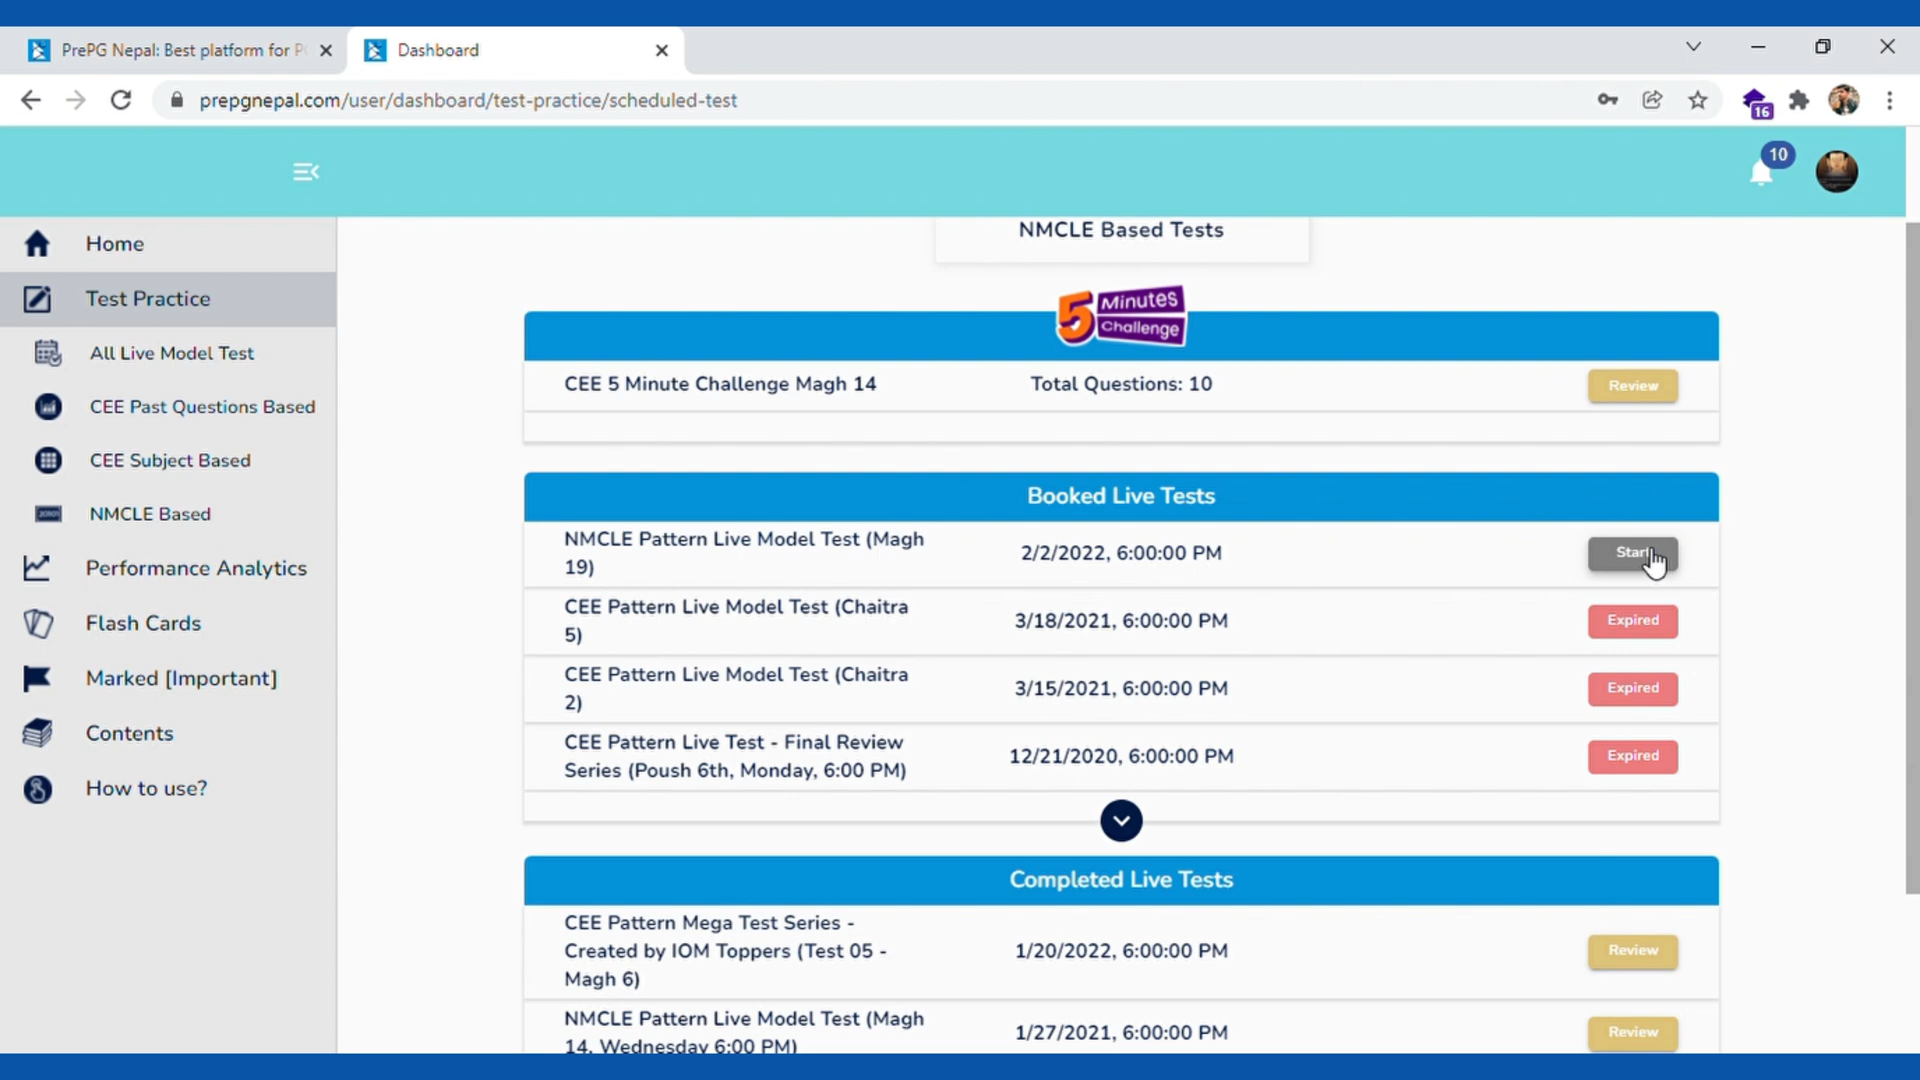 PrePG Nepal: Best platform for P
Dashboard
prepgnepal.com/user/dashboard/test-practice/scheduled-test
16
10
Home
Test Practice
All Live Model Test
CEE Past Questions Based
CEE Subject Based
NMCLE Based
Performance Analytics
Flash Cards
Marked [Important]
Contents
How to use?
NMCLE Based Tests
5 Minutes
Challenge
CEE 5 Minute Challenge Magh 14
Total Questions: 10
Review
Booked Live Tests
NMCLE Pattern Live Model Test (Magh
19)
2/2/2022, 6:00:00 PM
Start
CEE Pattern Live Model Test (Chaitra
5)
3/18/2021, 6:00:00 PM
Expired
CEE Pattern Live Model Test (Chaitra
2)
3/15/2021, 6:00:00 PM
Expired
CEE Pattern Live Test - Final Review
Series (Poush 6th, Monday, 6:00 PM)
12/21/2020, 6:00:00 PM
Expired
Completed Live Tests
CEE Pattern Mega Test Series -
Created by IOM Toppers (Test 05 -
Magh 6)
1/20/2022, 6:00:00 PM
Review
NMCLE Pattern Live Model Test (Magh
14, Wednesday 6:00 PM)
1/27/2021, 6:00:00 PM
Review